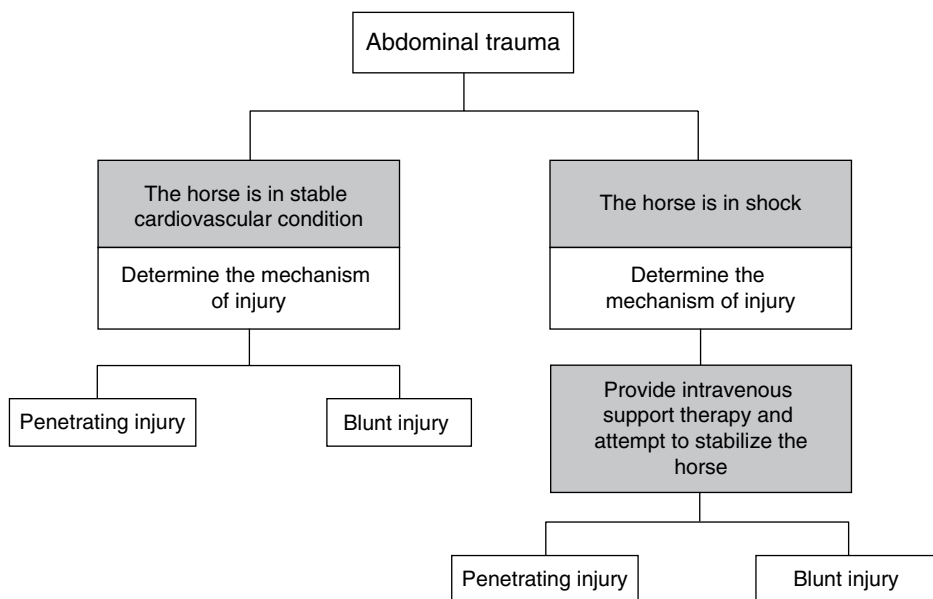 Abdominal trauma
The horse is in stable
cardiovascular condition
Determine the mechanism
of injury
Penetrating injury
Blunt injury
The horse is in shock
Determine the
mechanism of injury
Provide intravenous
support therapy and
attempt to stabilize the
horse
Penetrating injury
Blunt injury